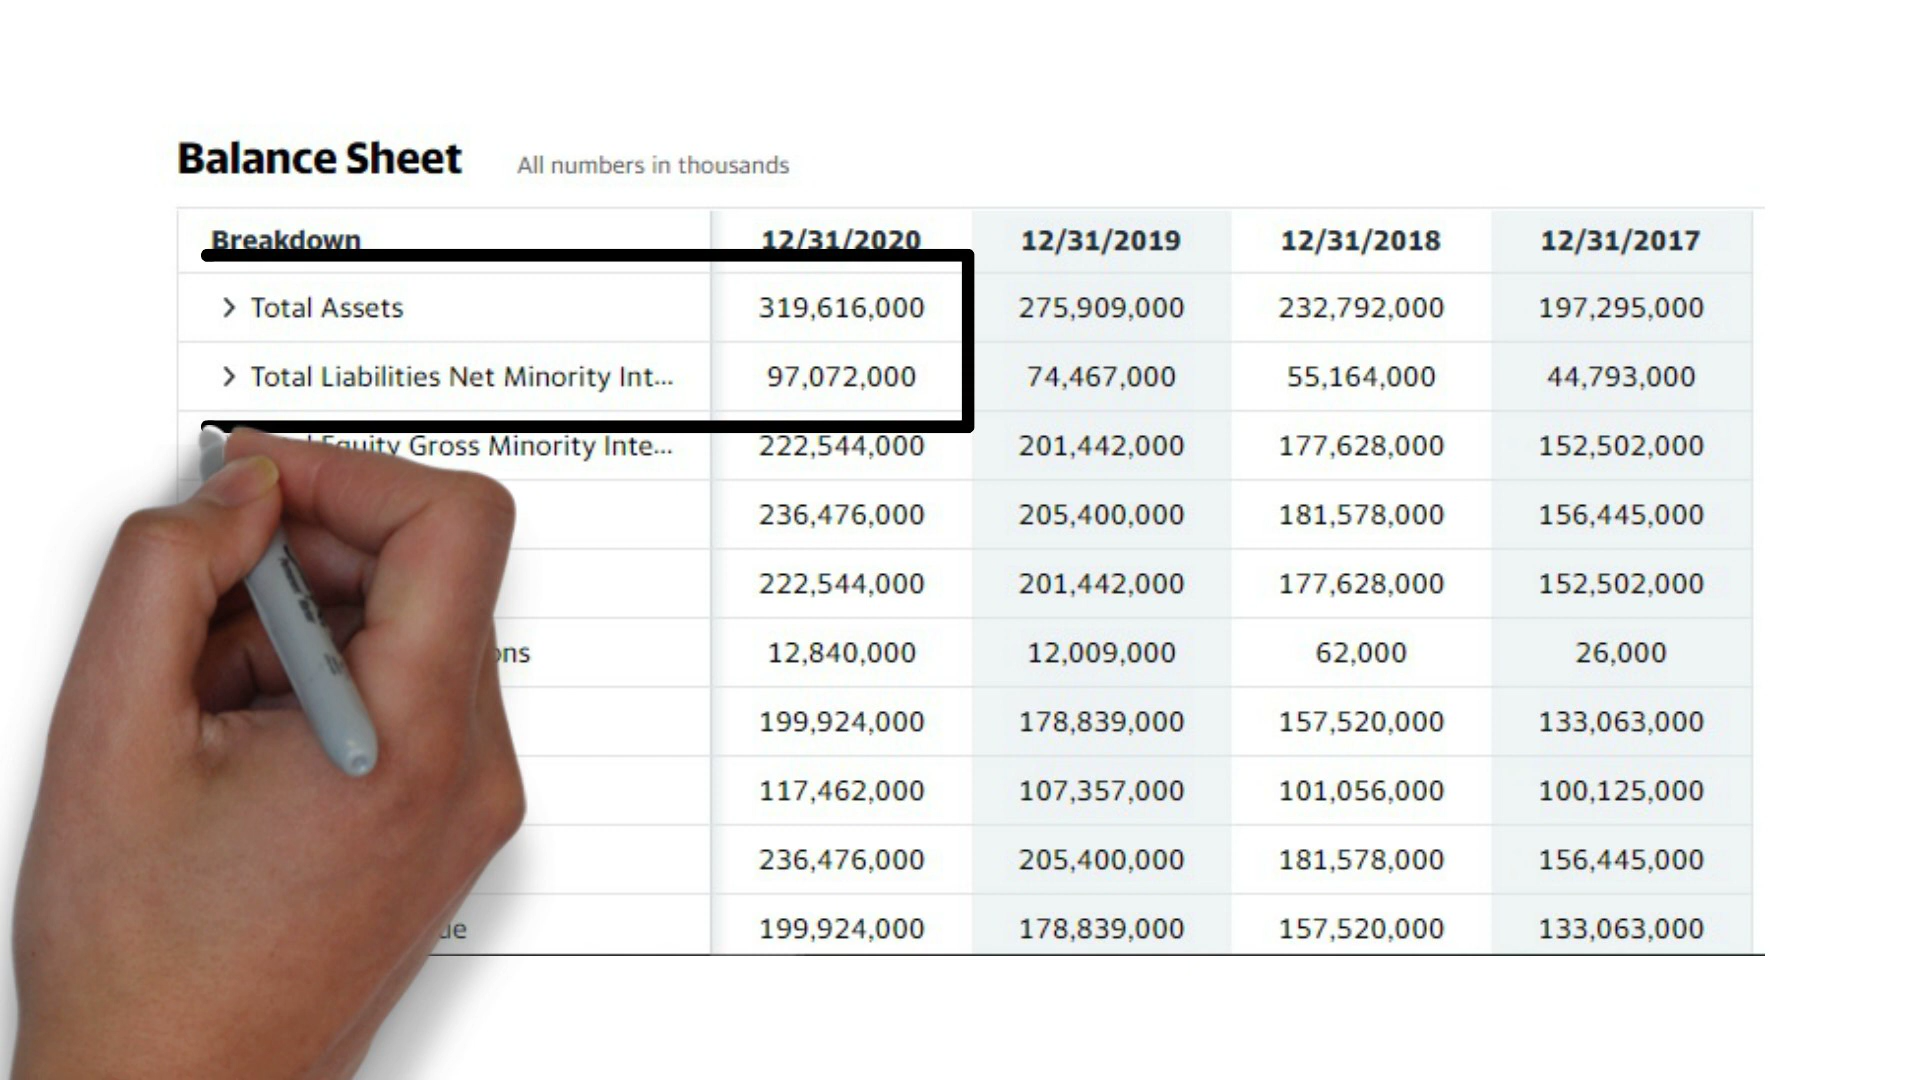 Balance Sheet All numbers in thousands
Breakdown 12/31/2020 12/31/2019 12/31/2018 12/31/2017
Total Assets 319,616,000 275,909,000 232,792,000 197,295,000
Total Liabilities Net Minority Int... 97,072,000 74,467,000 55,164,000 44,793,000
Equity Gross Minority Inte... 222,544,000 201,442,000 177,628,000 152,502,000
236,476,000 205,400,000 181,578,000 156,445,000
222,544,000 201,442,000 177,628,000 152,502,000
12,840,000 12,009,000 62,000 26,000
199,924,000 178,839,000 157,520,000 133,063,000
117,462,000 107,357,000 101,056,000 100,125,000
236,476,000 205,400,000 181,578,000 156,445,000
199,924,000 178,839,000 157,520,000 133,063,000